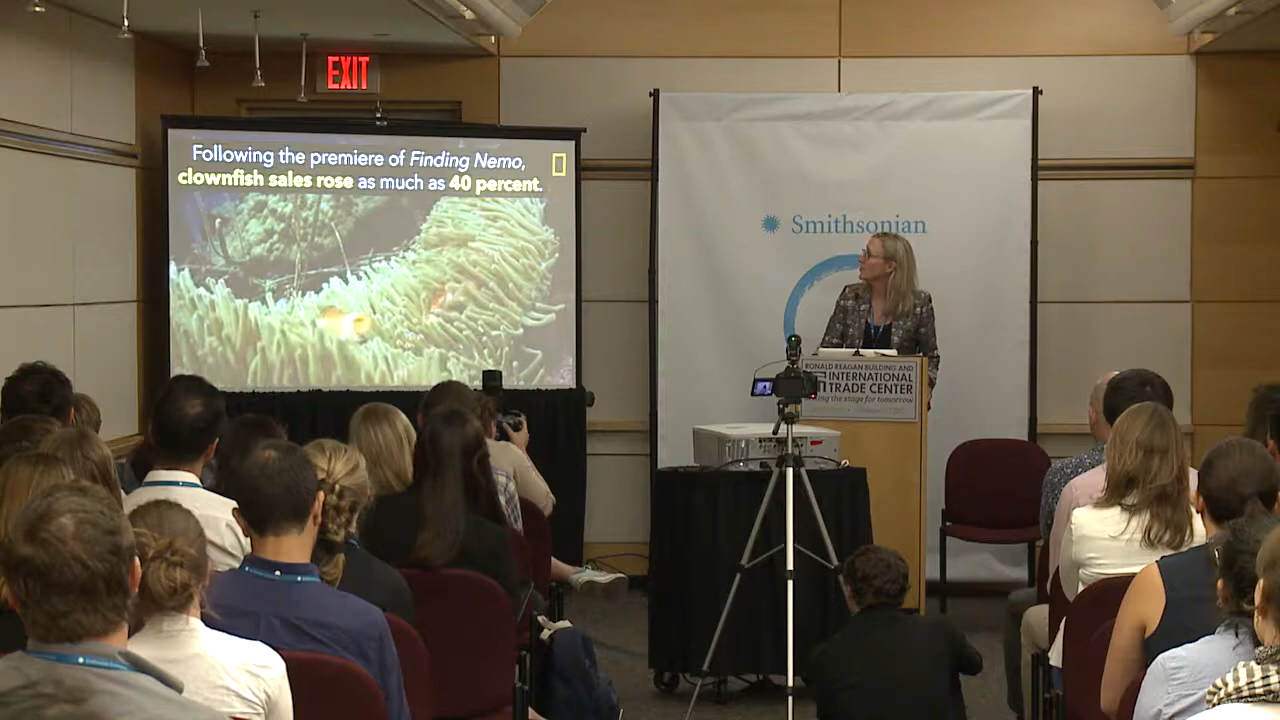 EXIT
Following the premiere of Finding Nemo,
clownfish sales rose as much as 40 percent.
Smithsonian
RONALD REAGAN BUILDING AND
INTERNATIONAL
TRADE CENTER
the stage for tomorrow